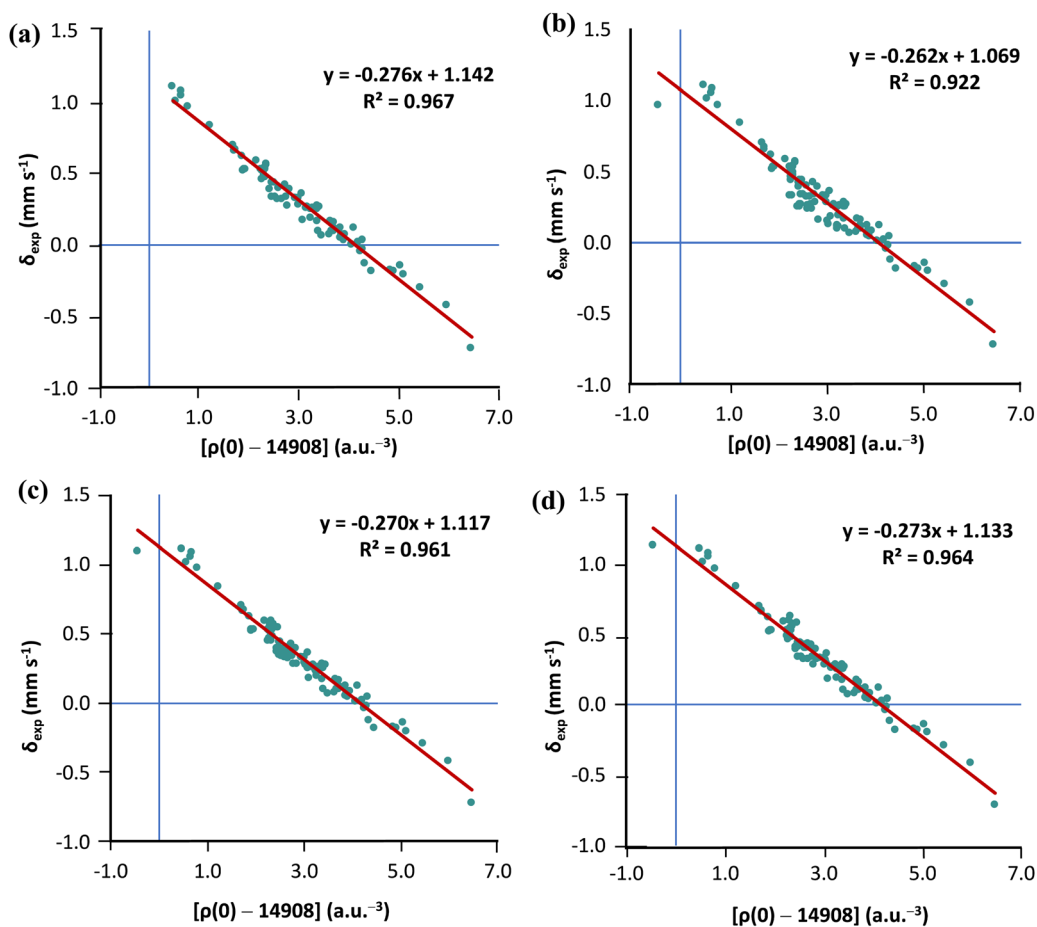 (a)
1.5
1.0
0.5
0.0
-0.5
-1.0
δexp (mm s⁻¹)
y = -0.276x + 1.142
R² = 0.967
-1.0
1.0
3.0
5.0
7.0
[ρ(0) – 14908] (a.u.⁻³)
(b)
1.5
1.0
0.5
0.0
-0.5
-1.0
δexp (mm s⁻¹)
y = -0.262x + 1.069
R² = 0.922
-1.0
1.0
3.0
5.0
7.0
[ρ(0) – 14908] (a.u.⁻³)
(c)
1.5
1.0
0.5
0.0
-0.5
-1.0
δexp (mm s⁻¹)
y = -0.270x + 1.117
R² = 0.961
-1.0
1.0
3.0
5.0
7.0
[ρ(0) – 14908] (a.u.⁻³)
(d)
1.5
1.0
0.5
0.0
-0.5
-1.0
δexp (mm s⁻¹)
y = -0.273x + 1.133
R² = 0.964
-1.0
1.0
3.0
5.0
7.0
[ρ(0) – 14908] (a.u.⁻³)